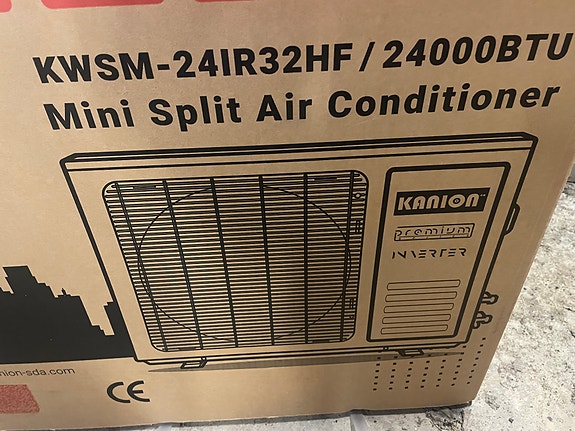 KWSM-24IR32HF / 24000BTU
Mini Split Air Conditioner
KANION
premium
INVERTER
nion-sda.com
CE